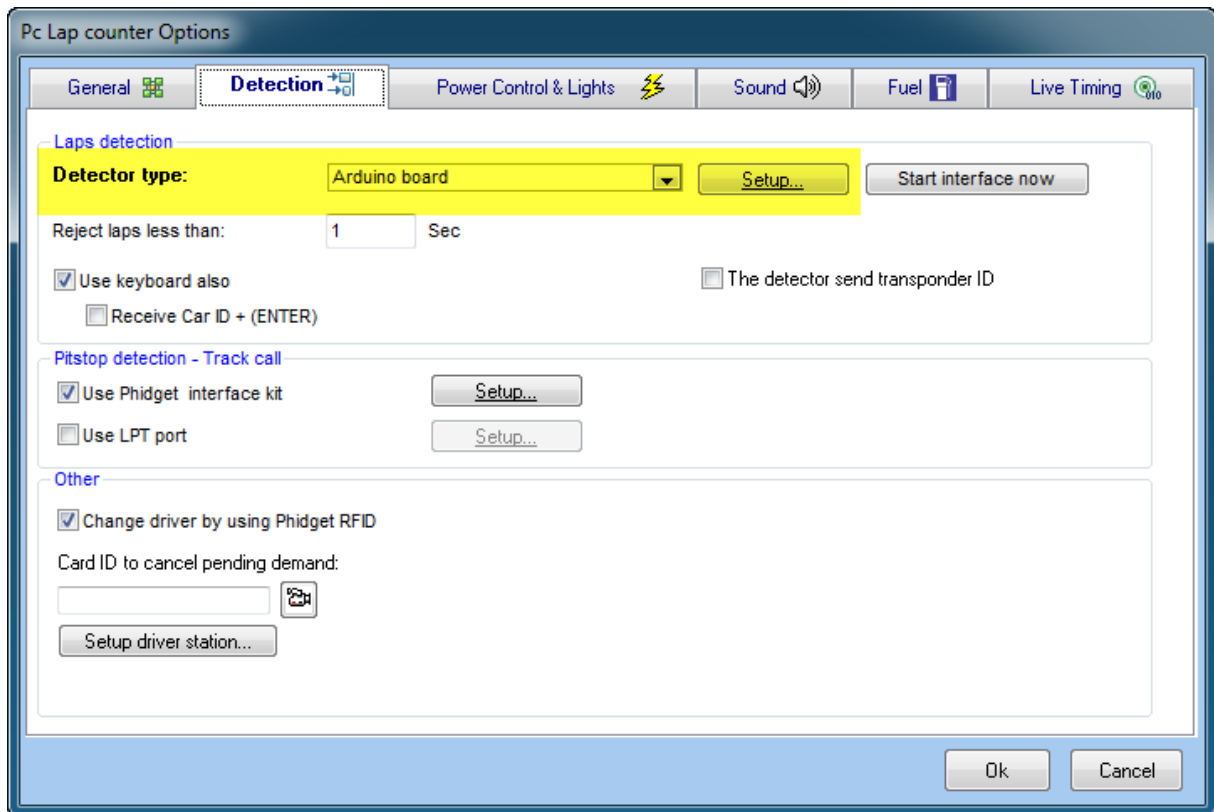 Pc Lap counter Options
General Detection Power Control & Lights Sound Fuel Live Timing
Laps detection
Detector type: Arduino board Setup... Start interface now
Reject laps less than: 1 Sec
Use keyboard also The detector send transponder ID
Receive Car ID + (ENTER)
Pitstop detection - Track call
Use Phidget interface kit Setup...
Use LPT port Setup...
Other
Change driver by using Phidget RFID
Card ID to cancel pending demand:
Setup driver station...
Ok Cancel